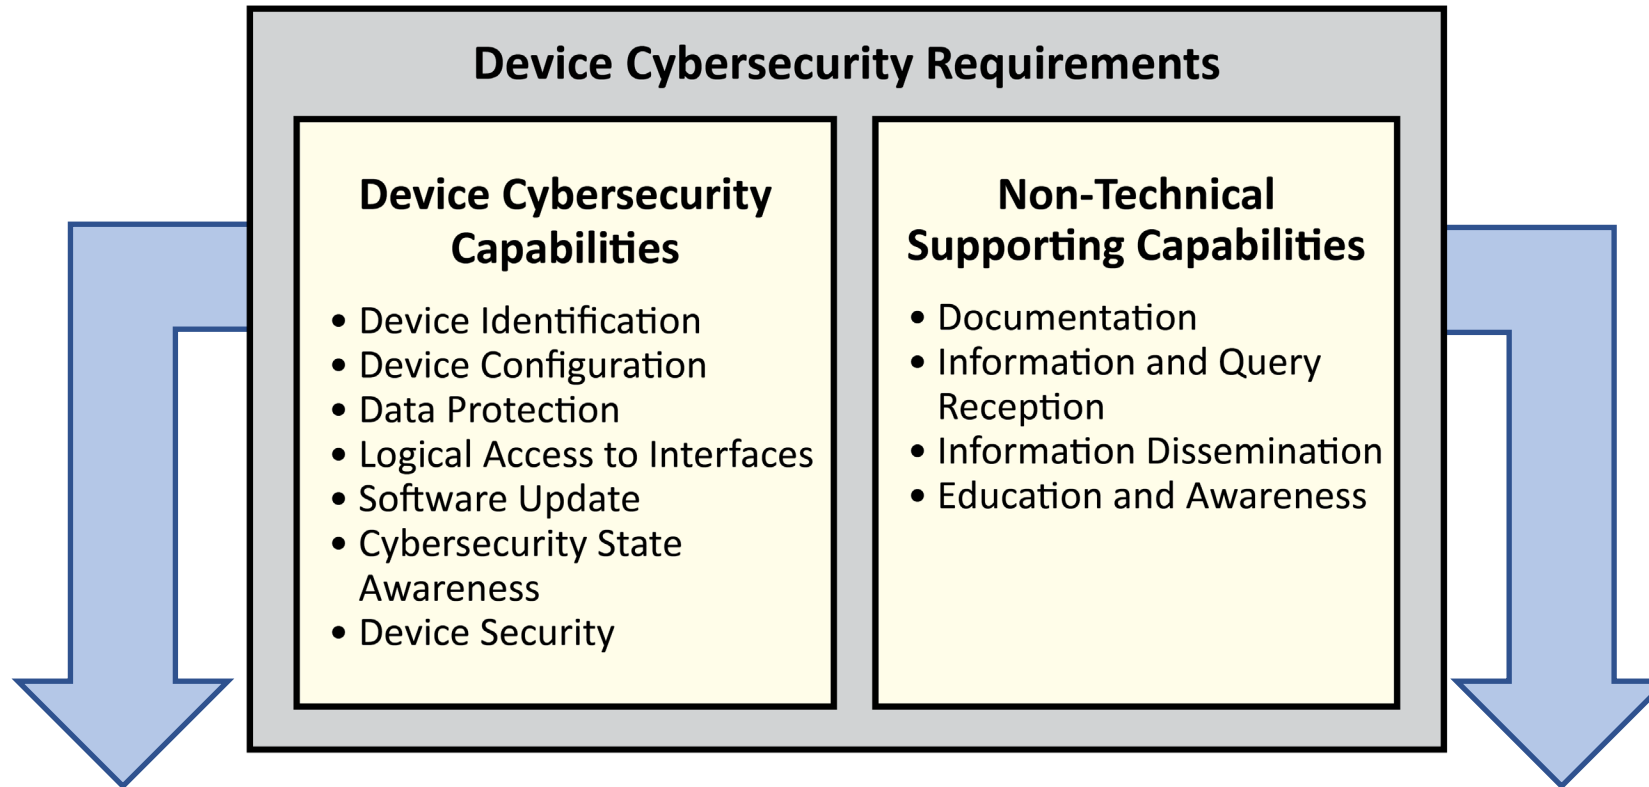 Device Cybersecurity Requirements
Device Cybersecurity
Capabilities
• Device Identification
• Device Configuration
• Data Protection
• Logical Access to Interfaces
• Software Update
• Cybersecurity State
Awareness
• Device Security
Non-Technical
Supporting Capabilities
• Documentation
• Information and Query
Reception
• Information Dissemination
• Education and Awareness